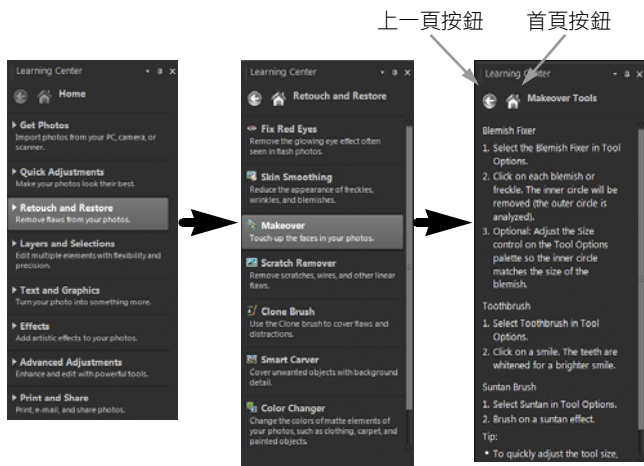 上一頁按鈕 首頁按鈕
Learning Center
Home
Get Photos
Import photos from your PC, camera, or
scanner.
Quick Adjustments
Make your photos look their best.
Retouch and Restore
Remove flaws from your photos.
Layers and Selections
Edit multiple elements with flexibility and
precision.
Text and Graphics
Turn your photo into something more.
Effects
Add artistic effects to your photos.
Advanced Adjustments
Enhance and edit with powerful tools.
Print and Share
Print, e-mail, and share photos.
Learning Center
Retouch and Restore
Fix Red Eyes
Remove the glowing eye effect often
seen in flash photos.
Skin Smoothing
Reduce the appearance of freckles,
wrinkles, and blemishes.
Makeover
Touch-up the faces in your photos.
Scratch Remover
Remove scratches, wires, and other linear
flaws.
Clone Brush
Use the Clone brush to cover flaws and
distractions.
Smart Carver
Cover unwanted objects with background
detail.
Color Changer
Change the colors of matte elements of
your photos, such as clothing, carpet, and
painted objects.
Learning Center
Makeover Tools
Blemish Fixer
1. Select the Blemish Fixer in Tool
Options.
2. Click on each blemish or
freckle. The inner circle will be
removed (the outer circle is
analyzed).
3. Optional: Adjust the Size
control on the Tool Options
palette so the inner circle
matches the size of the
blemish.
Toothbrush
1. Select Toothbrush in Tool
Options.
2. Click on a smile. The teeth are
whitened for a brighter smile.
Suntan Brush
1. Select Suntan in Tool Options.
2. Brush on a suntan effect.
Tip:
• To quickly adjust the tool size,